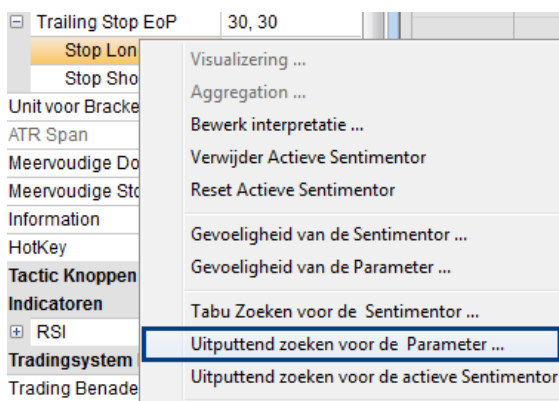 Trailing Stop EoP 30, 30
Stop Lon
Stop Sho
Unit voor Bracke
ATR Span
Meervoudige Do
Meervoudige Sto
Information
HotKey
Tactic Knoppen
Indicatoren
RSI
Tradingsystem
Trading Benade
Visualizering ...
Aggregation ...
Bewerk interpretatie ...
Verwijder Actieve Sentimentor
Reset Actieve Sentimentor
Gevoeligheid van de Sentimentor ...
Gevoeligheid van de Parameter ...
Tabu Zoeken voor de Sentimentor ...
Uitputtend zoeken voor de Parameter ...
Uitputtend zoeken voor de actieve Sentimentor